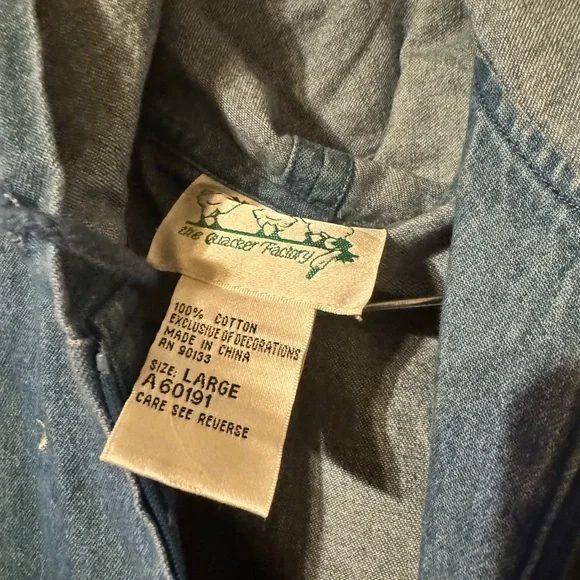 the Quacker Factory
100% COTTON
EXCLUSIVE OF DECORATIONS
MADE IN CHINA
RN 90133
SIZE: LARGE
A60191
CARE SEE REVERSE